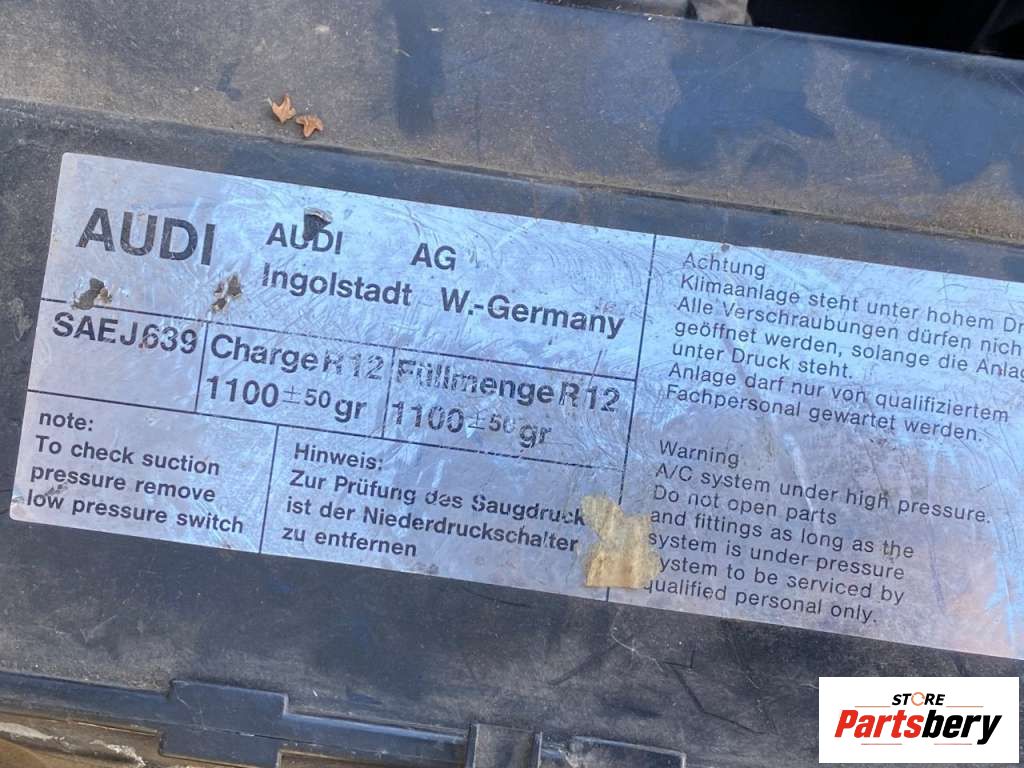 AUDI AUDI AG
Ingolstadt W.-Germany
SAEJ639
Charge R 12
1100 ±50 gr
Füllmenge R 12
1100 ±50 gr
note:
To check suction
pressure remove
low pressure switch
Hinweis:
Zur Prüfung des Saugdruck
ist der Niederdruckschalter
zu entfernen
Achtung
Klimaanlage steht unter hohem
Alle Verschraubungen dürfen
geöffnet werden, solange die
unter Druck steht.
Anlage darf nur von qualifiziertem
Fachpersonal gewartet werden.
Warning
A/C system under high pressure.
Do not open parts
and fittings as long as the
system is under pressure
System to be serviced by
qualified personal only.
STORE
Partsbery